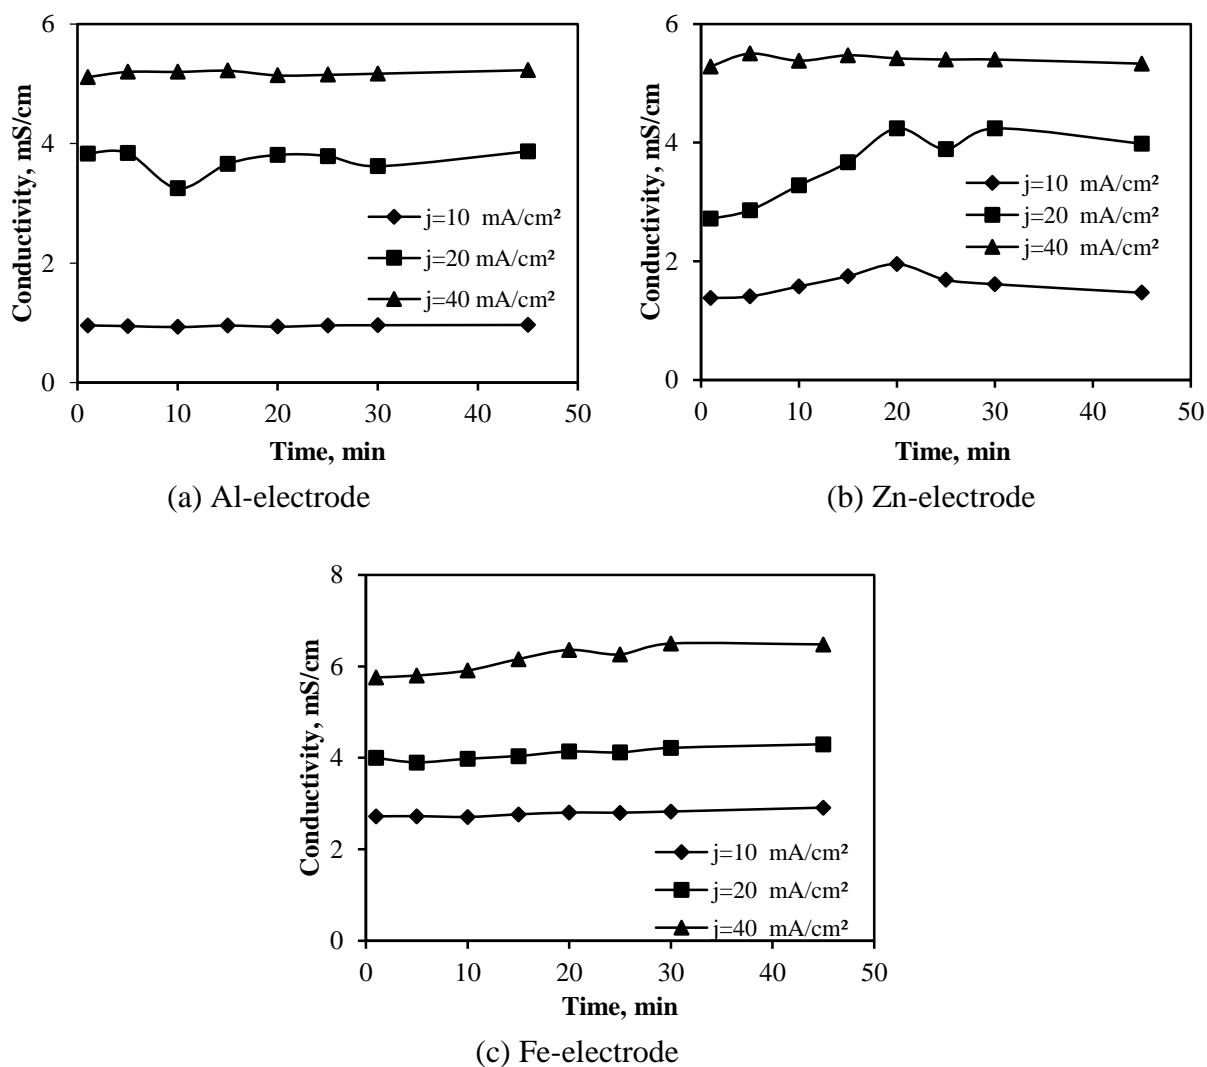 6
4
2
0
Conductivity, mS/cm
j=10 mA/cm²
j=20 mA/cm²
j=40 mA/cm²
0 10 20 30 40 50
Time, min
(a) Al-electrode
6
4
2
0
Conductivity, mS/cm
j=10 mA/cm²
j=20 mA/cm²
j=40 mA/cm²
0 10 20 30 40 50
Time, min
(b) Zn-electrode
8
6
4
2
0
Conductivity, mS/cm
j=10 mA/cm²
j=20 mA/cm²
j=40 mA/cm²
0 10 20 30 40 50
Time, min
(c) Fe-electrode